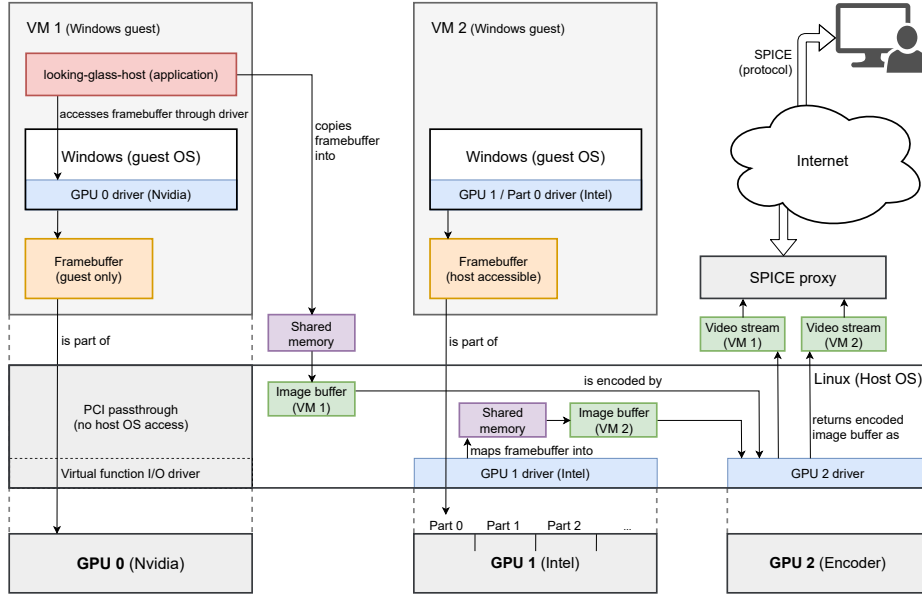 VM 1 (Windows guest)
looking-glass-host (application)
accesses framebuffer through driver
copies
framebuffer
into
Windows (guest OS)
GPU 0 driver (Nvidia)
Framebuffer
(guest only)
is part of
Shared
memory
VM 2 (Windows guest)
Windows (guest OS)
GPU 1 / Part 0 driver (Intel)
Framebuffer
(host accessible)
is part of
SPICE
(protocol)
Internet
SPICE proxy
Video stream
(VM 1)
Video stream
(VM 2)
Linux (Host OS)
PCI passthrough
(no host OS access)
Virtual function I/O driver
Image buffer
(VM 1)
is encoded by
Shared
memory
Image buffer
(VM 2)
maps framebuffer into
GPU 1 driver (Intel)
returns encoded
image buffer as
GPU 2 driver
Part 0
Part 1
Part 2
...
GPU 0 (Nvidia)
GPU 1 (Intel)
GPU 2 (Encoder)